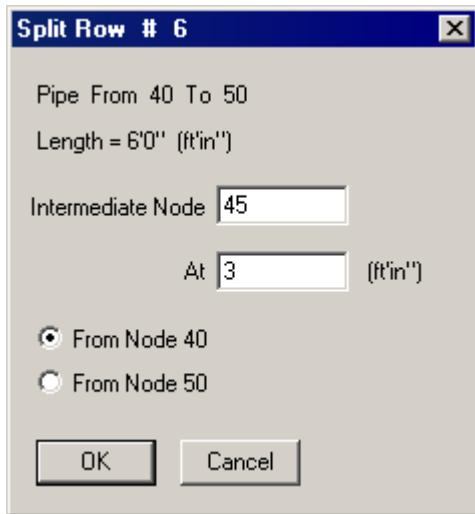 Split Row # 6
Pipe From 40 To 50
Length = 6'0" (ft'in")
Intermediate Node 45
At 3 (ft'in")
From Node 40
From Node 50
OK Cancel